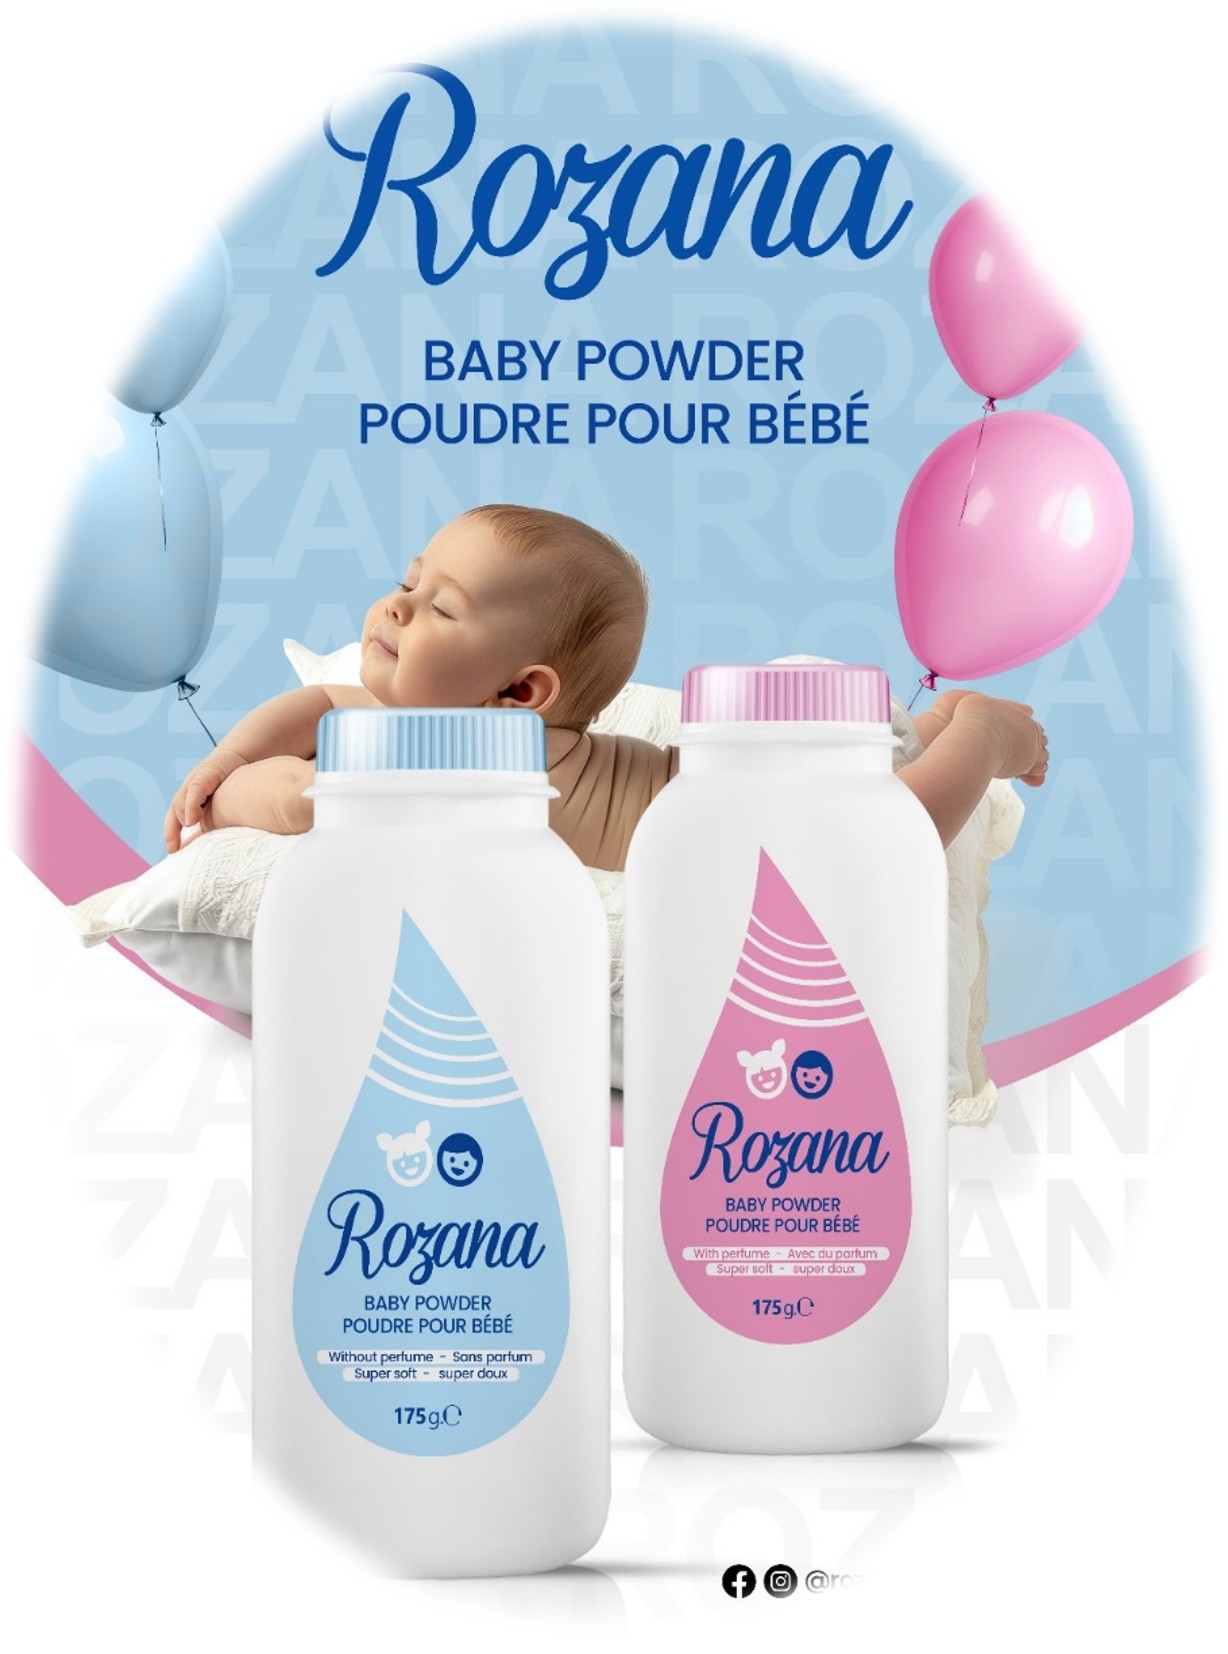 Rozana
BABY POWDER
POUDRE POUR BÉBÉ
Rozana
BABY POWDER
POUDRE POUR BÉBÉ
Without perfume - Sans parfum
Super soft - super doux
175g.℮
Rozana
BABY POWDER
POUDRE POUR BÉBÉ
With perfume - Avec du parfum
Super soft - super doux
175g.℮